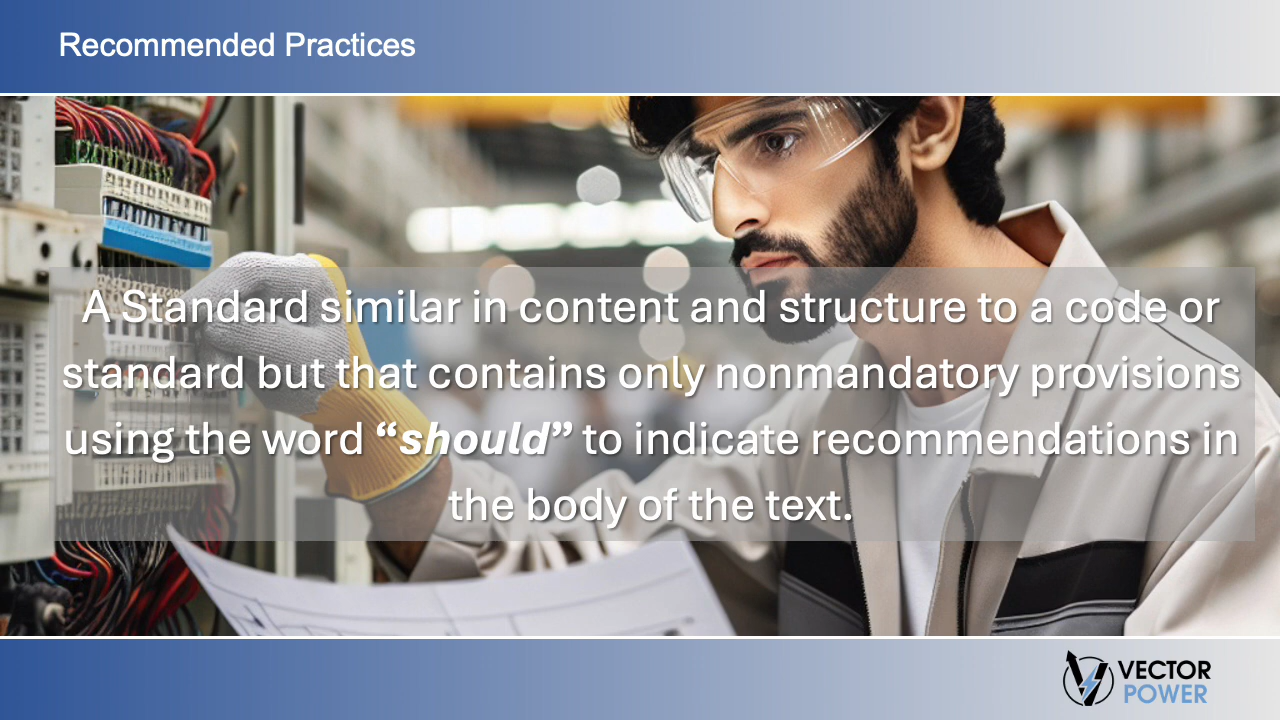 Recommended Practices
A Standard similar in content and structure to a code or
standard but that contains only nonmandatory provisions
using the word “should” to indicate recommendations in
the body of the text.
VECTOR
POWER